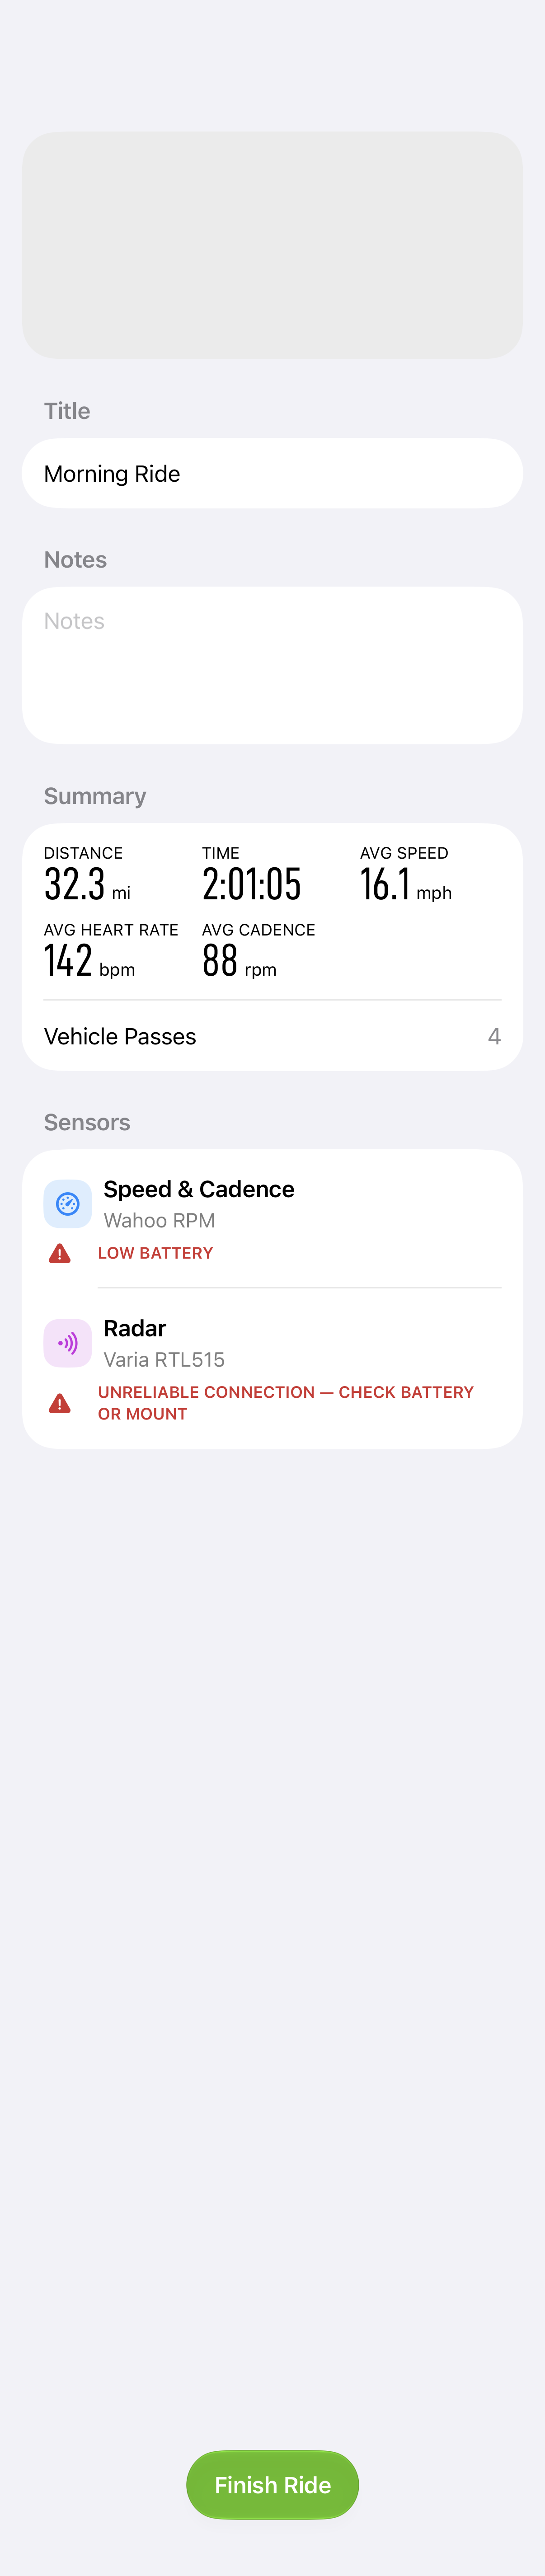 Title
Morning Ride
Notes
Notes
Summary
DISTANCE TIME AVG SPEED
32.3 mi 2:01:05 16.1 mph
AVG HEART RATE AVG CADENCE
142 bpm 88 rpm
Vehicle Passes 4
Sensors
Speed & Cadence
Wahoo RPM
LOW BATTERY
Radar
Varia RTL515
UNRELIABLE CONNECTION — CHECK BATTERY
OR MOUNT
Finish Ride